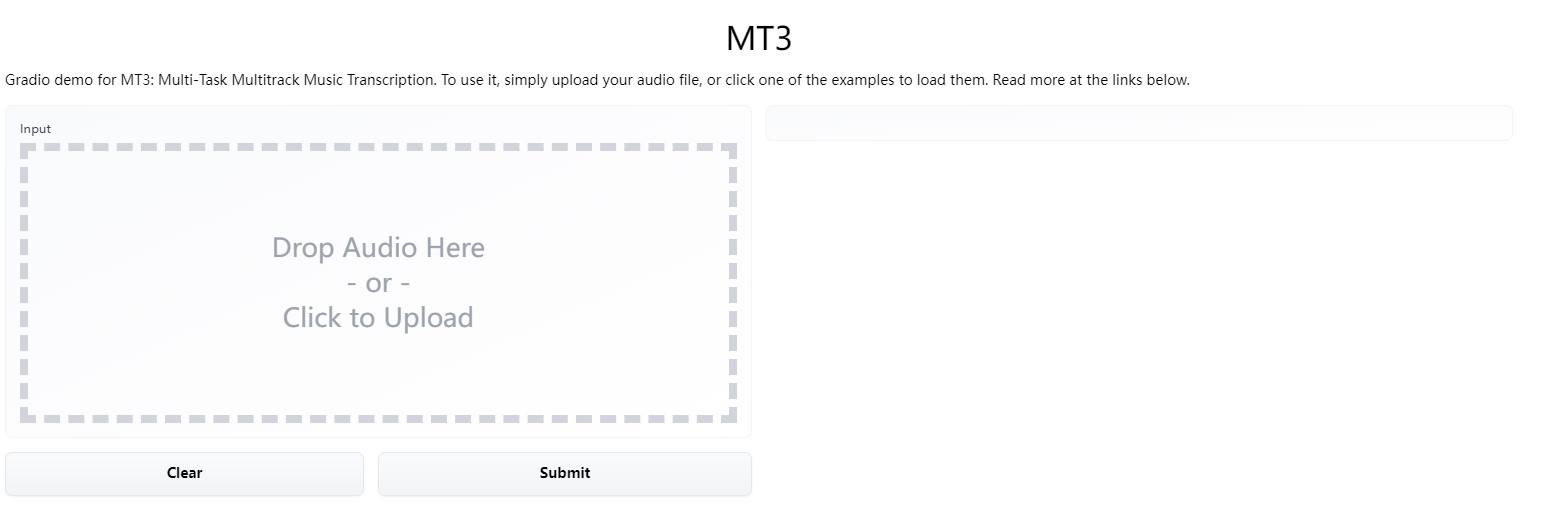 MT3
Gradio demo for MT3: Multi-Task Multitrack Music Transcription. To use it, simply upload your audio file, or click one of the examples to load them. Read more at the links below.
Input
Drop Audio Here
- or -
Click to Upload
Clear
Submit